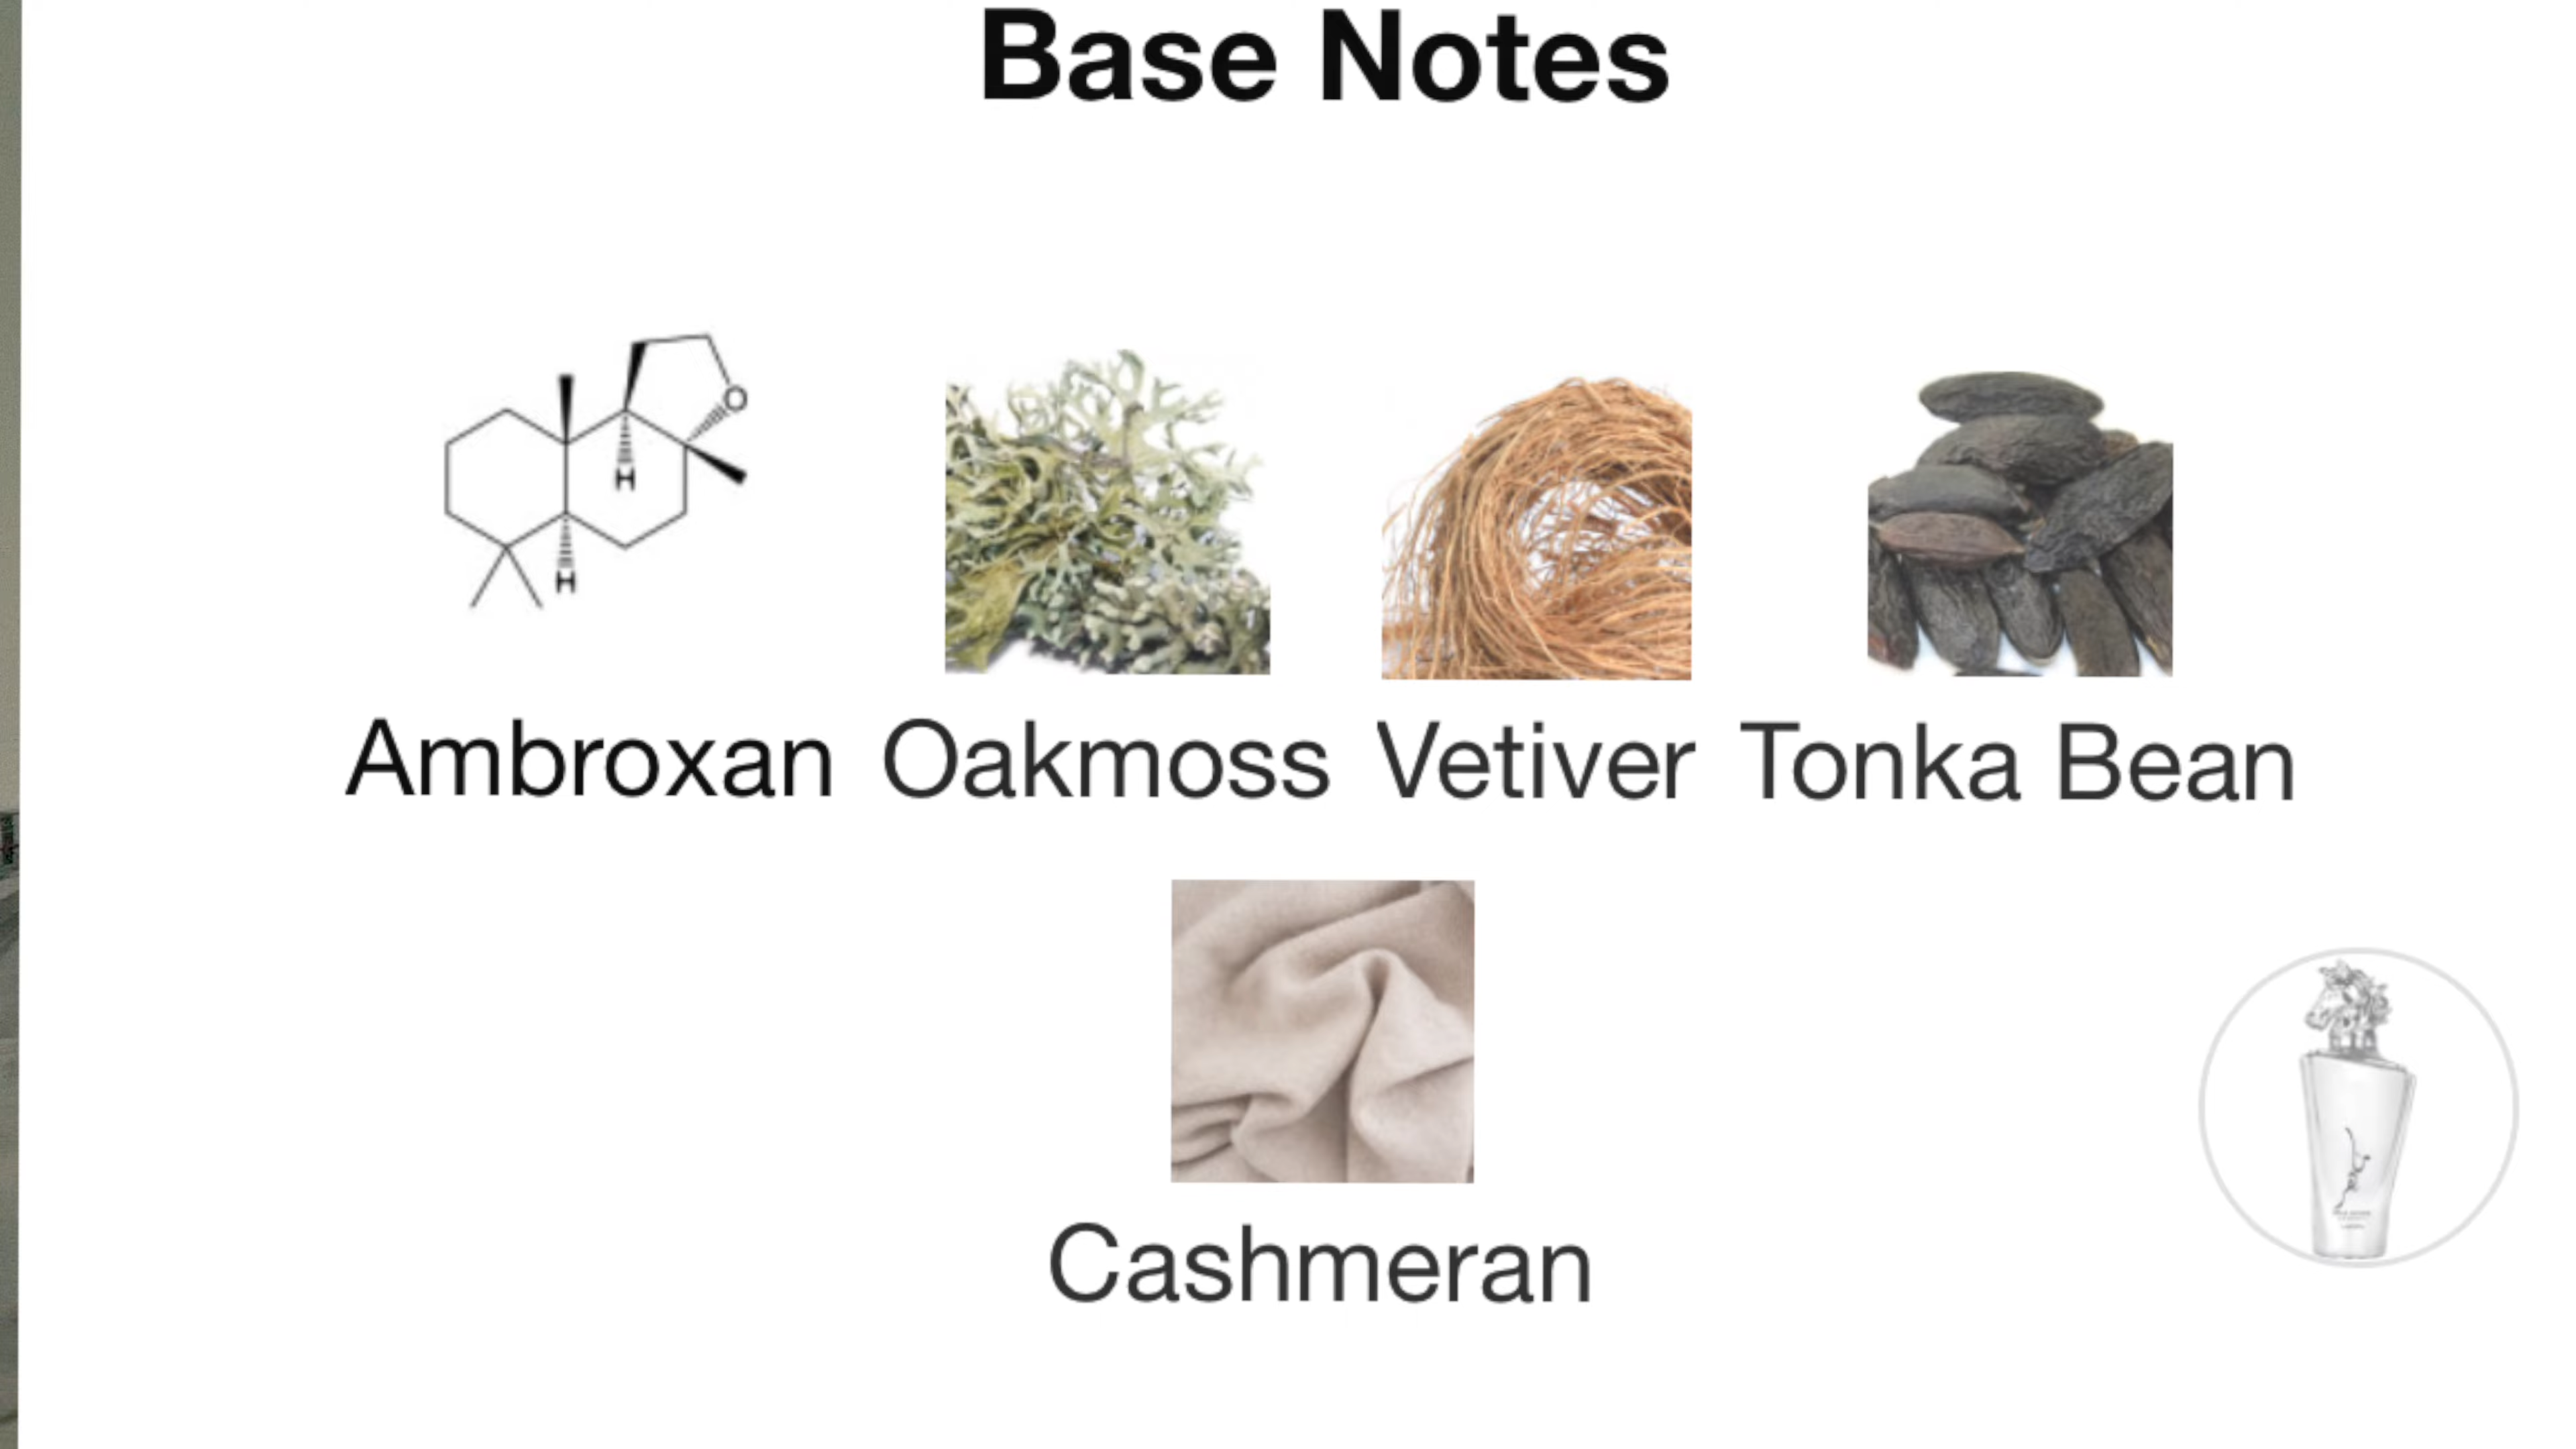 Base Notes
O
H
H
Ambroxan Oakmoss Vetiver Tonka Bean
Cashmeran